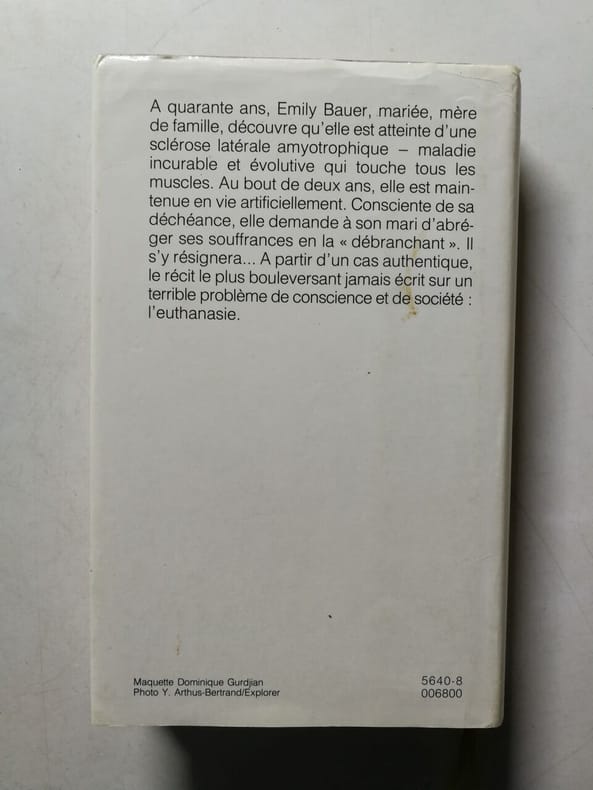 A quarante ans, Emily Bauer, mariée, mère
de famille, découvre qu'elle est atteinte d'une
sclérose latérale amyotrophique – maladie
incurable et évolutive qui touche tous les
muscles. Au bout de deux ans, elle est main-
tenue en vie artificiellement. Consciente de sa
déchéance, elle demande à son mari d'abré-
ger ses souffrances en la « débranchant ». Il
s'y résignera... A partir d'un cas authentique,
le récit le plus bouleversant jamais écrit sur un
terrible problème de conscience et de société :
l'euthanasie.
Maquette Dominique Gurdjian
Photo Y. Arthus-Bertrand/Explorer
5640-8
006800